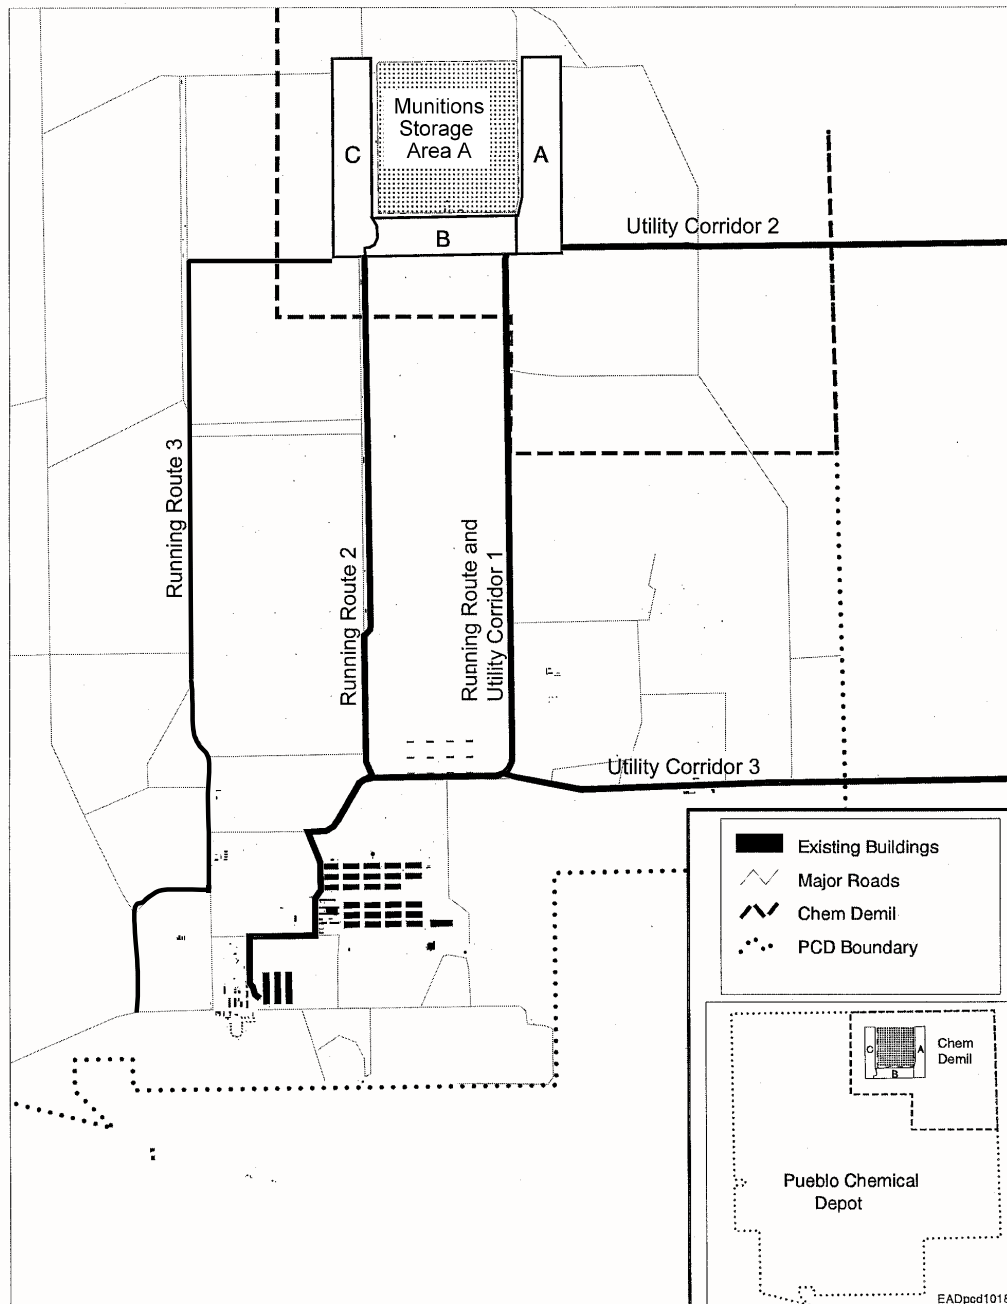 Munitions
Storage
Area A
C
A
B
Utility Corridor 2
Running Route 3
Running Route 2
Running Route and
Utility Corridor 1
Utility Corridor 3
Existing Buildings
Major Roads
Chem Demil
PCD Boundary
C
A
B
Chem
Demil
Pueblo Chemical
Depot